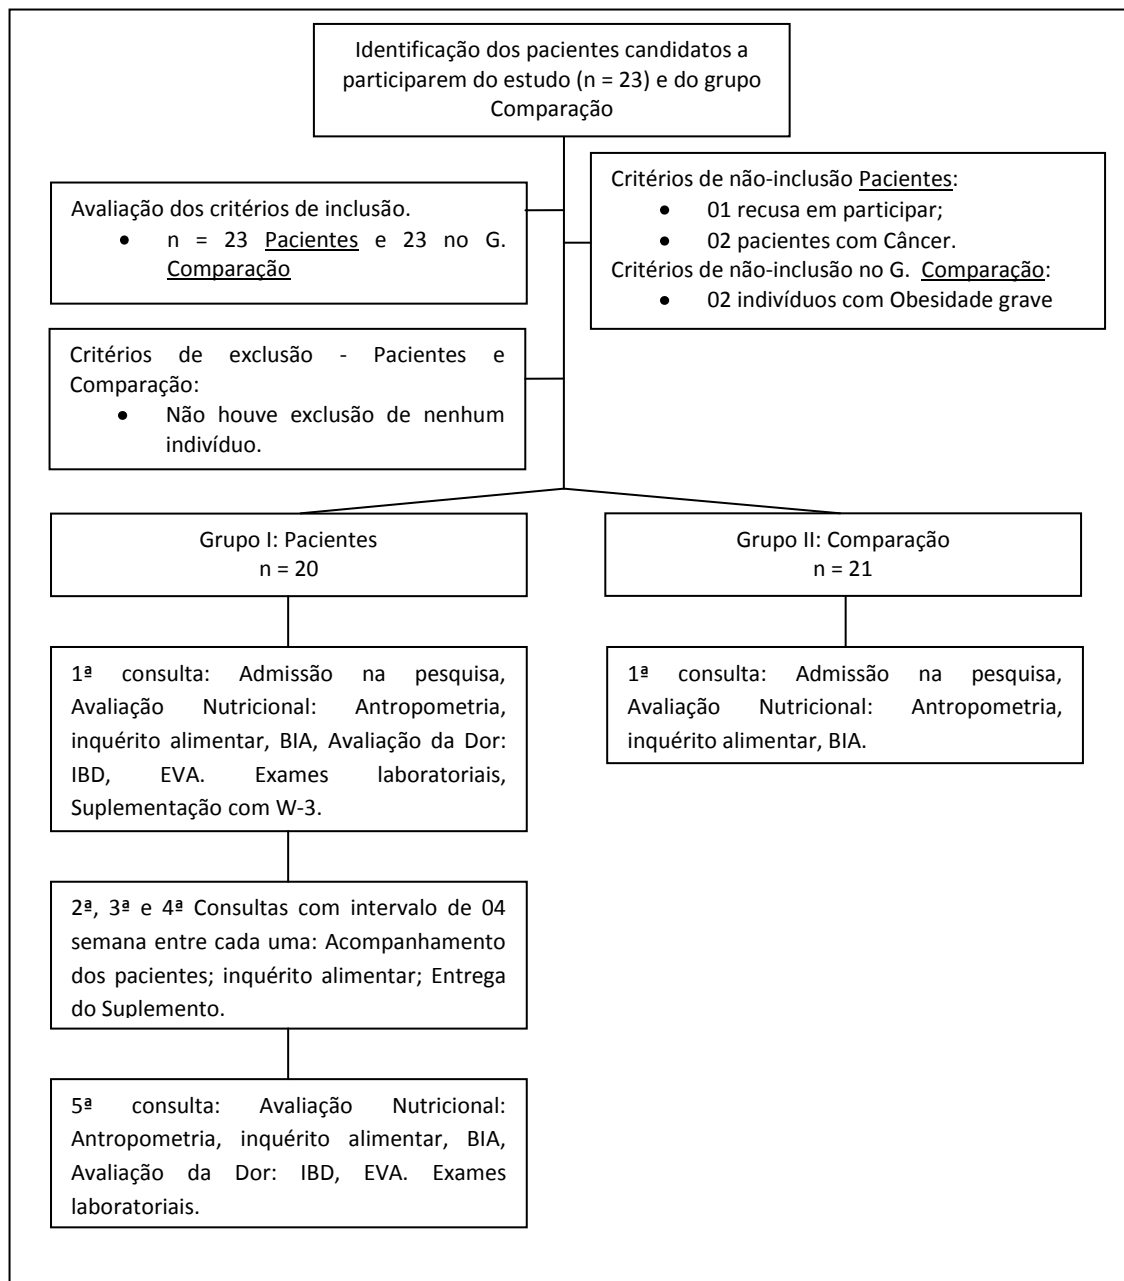 Identificação dos pacientes candidatos a
participarem do estudo (n = 23) e do grupo
Comparação
Avaliação dos critérios de inclusão.
• n = 23 Pacientes e 23 no G.
Comparação
Critérios de não-inclusão Pacientes:
• 01 recusa em participar;
• 02 pacientes com Câncer.
Critérios de não-inclusão no G. Comparação:
• 02 indivíduos com Obesidade grave
Critérios de exclusão - Pacientes e
Comparação:
• Não houve exclusão de nenhum
indivíduo.
Grupo I: Pacientes
n = 20
Grupo II: Comparação
n = 21
1ª consulta: Admissão na pesquisa,
Avaliação Nutricional: Antropometria,
inquérito alimentar, BIA, Avaliação da Dor:
IBD, EVA. Exames laboratoriais,
Suplementação com W-3.
1ª consulta: Admissão na pesquisa,
Avaliação Nutricional: Antropometria,
inquérito alimentar, BIA.
2ª, 3ª e 4ª Consultas com intervalo de 04
semana entre cada uma: Acompanhamento
dos pacientes; inquérito alimentar; Entrega
do Suplemento.
5ª consulta: Avaliação Nutricional:
Antropometria, inquérito alimentar, BIA,
Avaliação da Dor: IBD, EVA. Exames
laboratoriais.